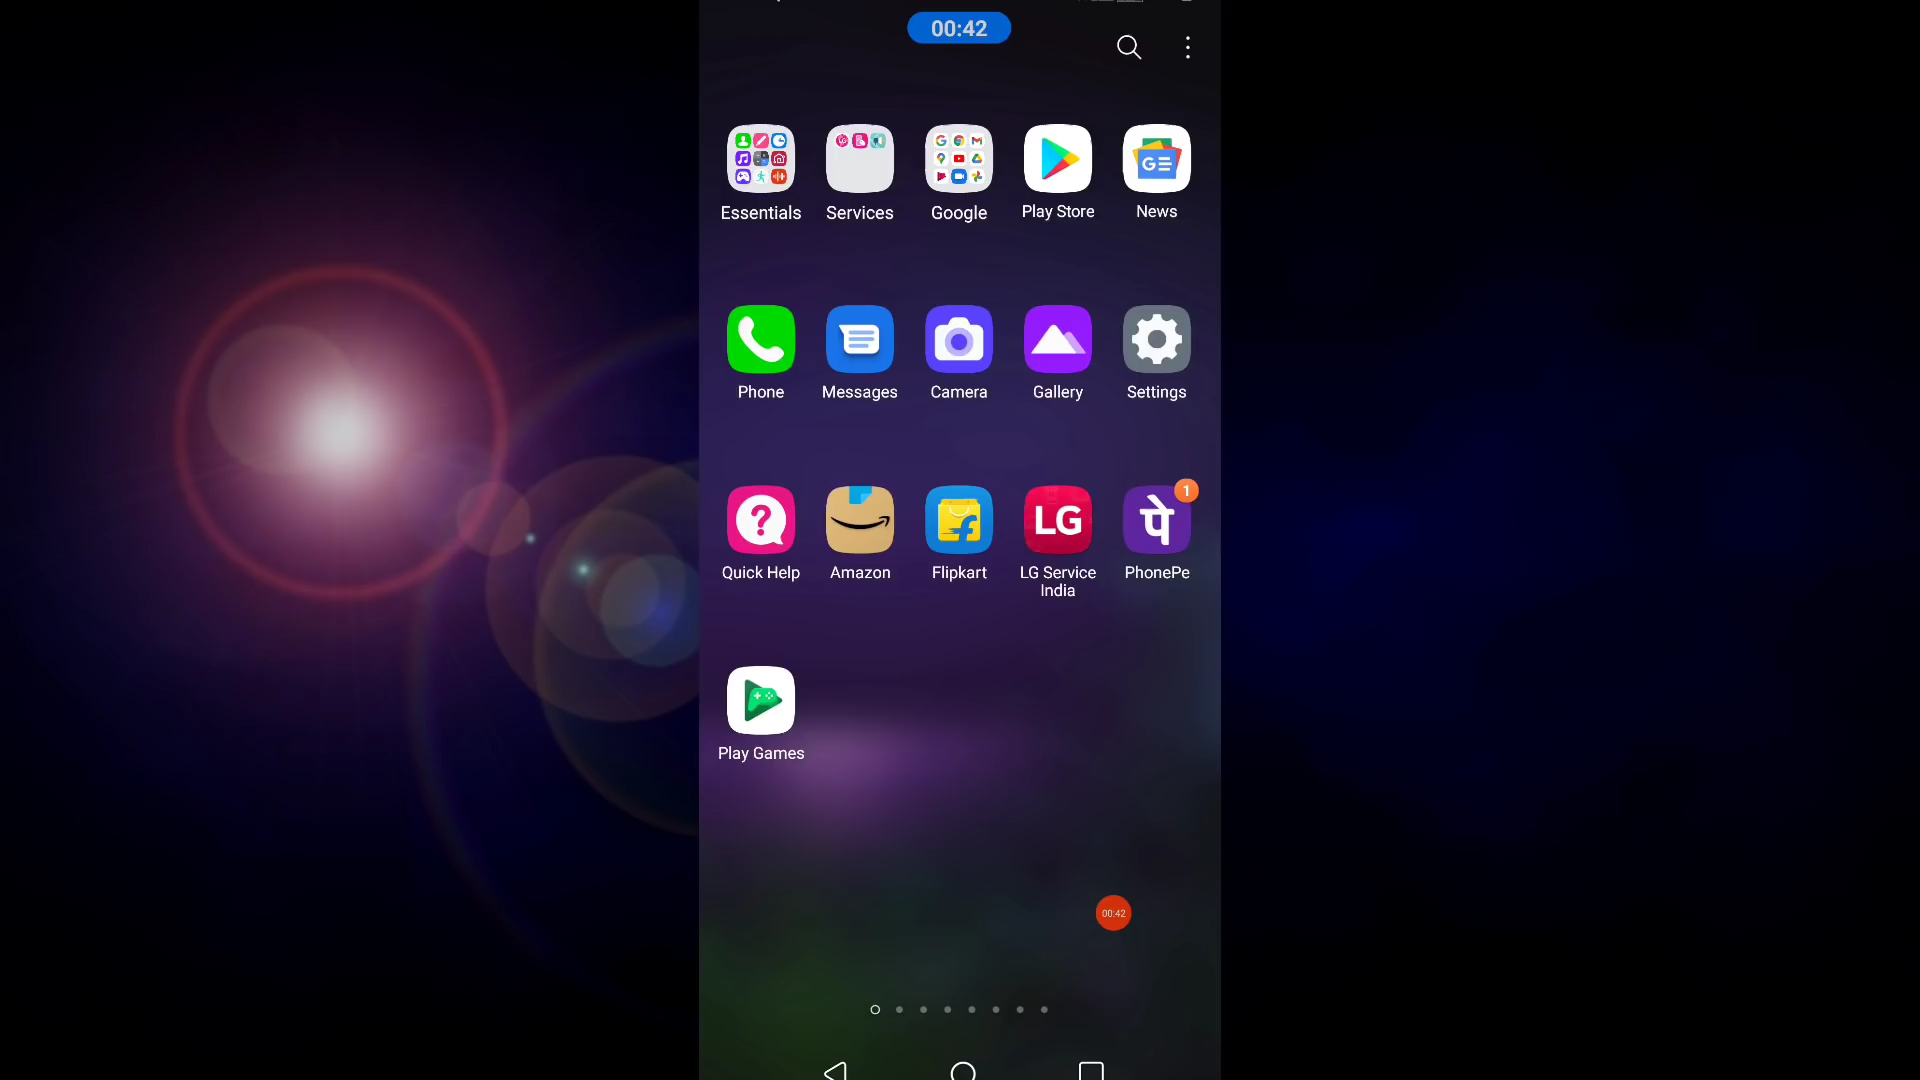 00:42
Essentials
Services
Google
Play Store
News
Phone
Messages
Camera
Gallery
Settings
1
LG
पे
Quick Help
Amazon
Flipkart
LG Service
India
PhonePe
Play Games
00:42